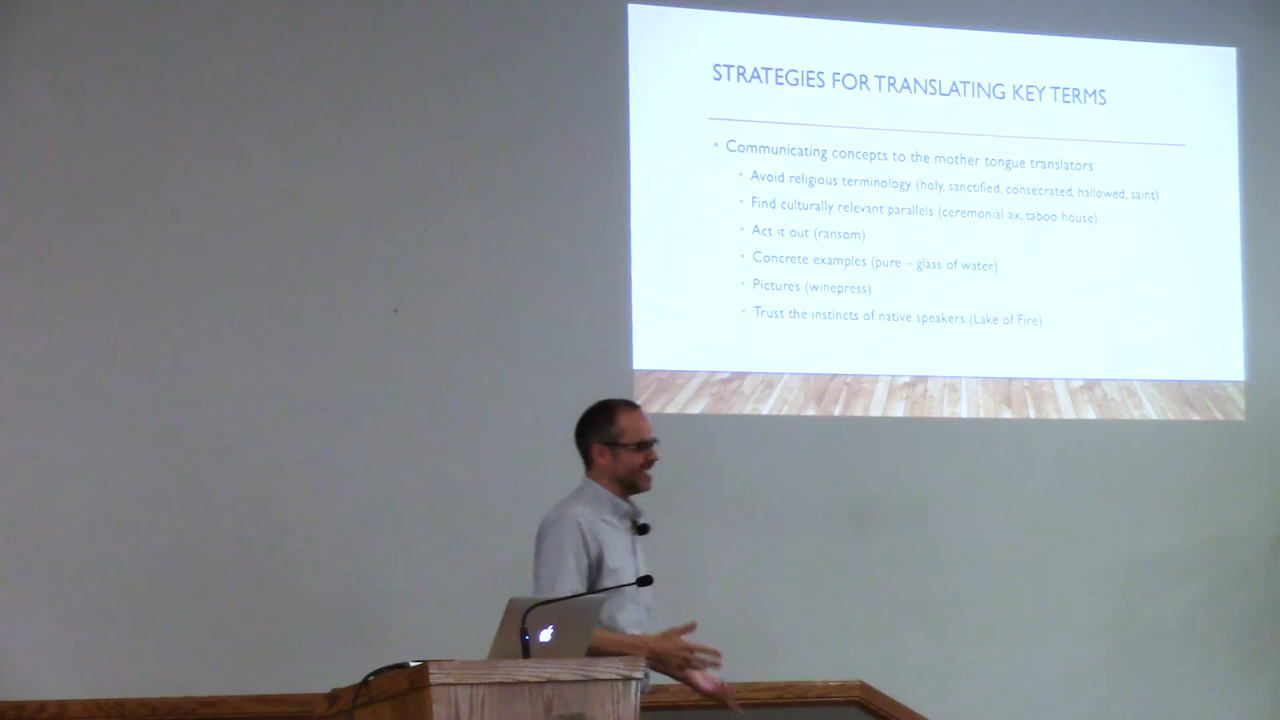 STRATEGIES FOR TRANSLATING KEY TERMS
• Communicating concepts to the mother tongue translators
• Avoid religious terminology (holy, sanctified, consecrated, hallowed, saint)
• Find culturally relevant parallels (ceremonial ax, taboo house)
• Act it out (ransom)
• Concrete examples (pure – glass of water)
• Pictures (winepress)
• Trust the instincts of native speakers (Lake of Fire)